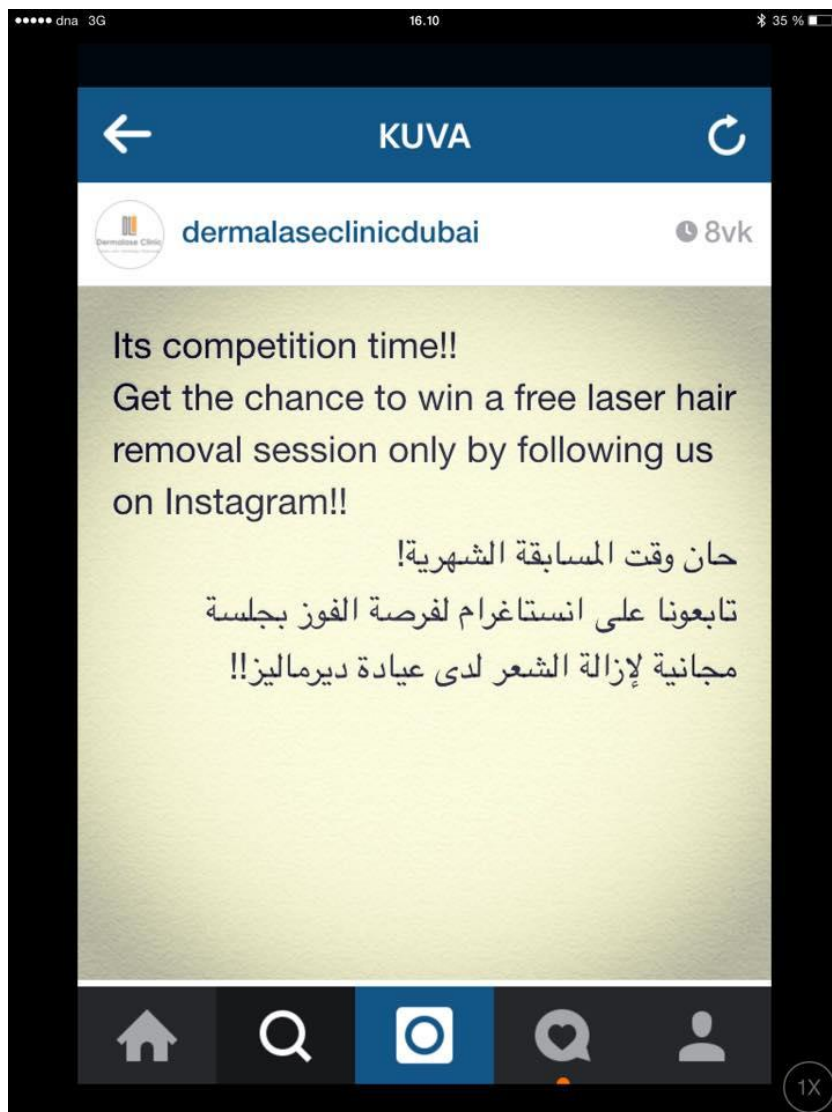 dna 3G 16.10 35 %
KUVA
Dermalase Clinic
dermalaseclinicdubai 8vk
Its competition time!!
Get the chance to win a free laser hair
removal session only by following us
on Instagram!!
حان وقت المسابقة الشهرية!
تابعونا على انستاغرام لفرصة الفوز بجلسة
مجانية لإزالة الشعر لدى عيادة ديرماليز!!
1X